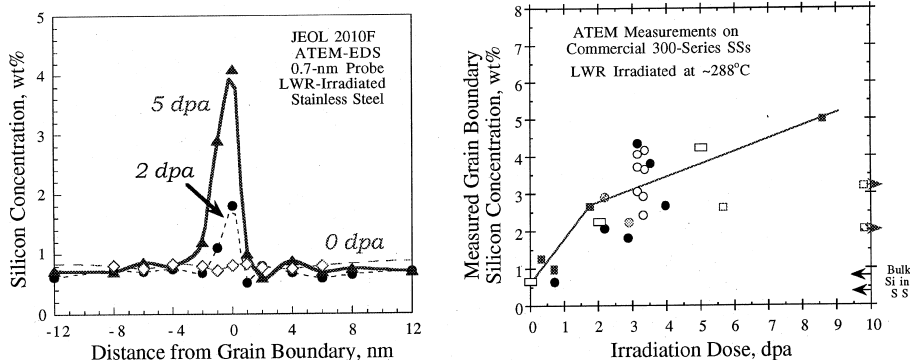 5
4
3
2
1
0
Silicon Concentration, wt%
JEOL 2010F
ATEM-EDS
0.7-nm Probe
LWR-Irradiated
Stainless Steel
5 dpa
2 dpa
0 dpa
-12 -8 -4 0 4 8 12
Distance from Grain Boundary, nm
8
7
6
5
4
3
2
1
0
Measured Grain Boundary
Silicon Concentration, wt%
ATEM Measurements on
Commercial 300-Series SSs
LWR Irradiated at ~288°C
Bulk
Si in
S S
0 1 2 3 4 5 6 7 8 9 10
Irradiation Dose, dpa